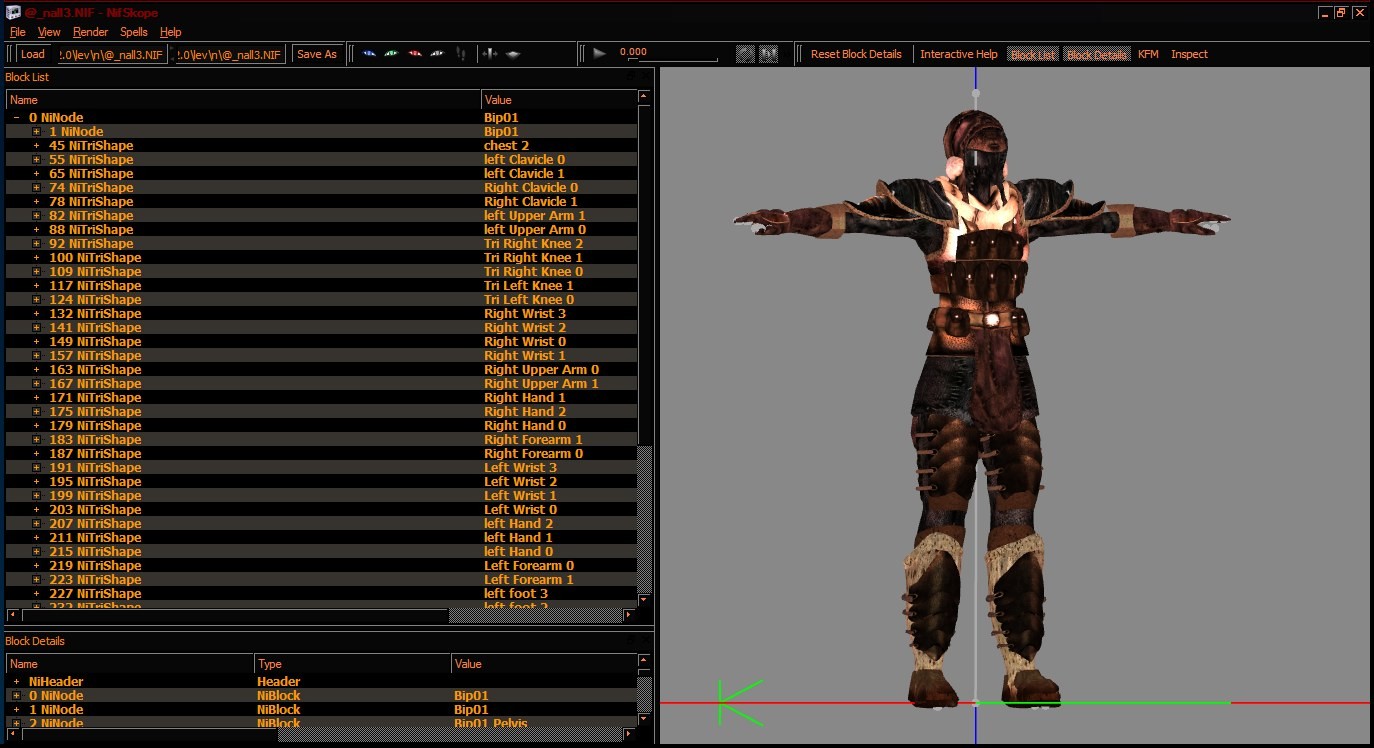 @_nall3.NIF - NifSkope
File View Render Spells Help
Load 2.0\lev\n\@_nall3.NIF :.0\lev\n\@_nall3.NIF Save As 0.000 Reset Block Details Interactive Help Block List Block Details KFM Inspect
Block List
Name Value
0 NiNode Bip01
1 NiNode Bip01
45 NiTriShape chest 2
55 NiTriShape left Clavicle 0
65 NiTriShape left Clavicle 1
74 NiTriShape Right Clavicle 0
78 NiTriShape Right Clavicle 1
82 NiTriShape left Upper Arm 1
88 NiTriShape left Upper Arm 0
92 NiTriShape Tri Right Knee 2
100 NiTriShape Tri Right Knee 1
109 NiTriShape Tri Right Knee 0
117 NiTriShape Tri Left Knee 1
124 NiTriShape Tri Left Knee 0
132 NiTriShape Right Wrist 3
141 NiTriShape Right Wrist 2
149 NiTriShape Right Wrist 0
157 NiTriShape Right Wrist 1
163 NiTriShape Right Upper Arm 0
167 NiTriShape Right Upper Arm 1
171 NiTriShape Right Hand 1
175 NiTriShape Right Hand 2
179 NiTriShape Right Hand 0
183 NiTriShape Right Forearm 1
187 NiTriShape Right Forearm 0
191 NiTriShape Left Wrist 3
195 NiTriShape Left Wrist 2
199 NiTriShape Left Wrist 1
203 NiTriShape Left Wrist 0
207 NiTriShape left Hand 2
211 NiTriShape left Hand 1
215 NiTriShape left Hand 0
219 NiTriShape Left Forearm 0
223 NiTriShape Left Forearm 1
227 NiTriShape left foot 3
232 NiTriShape left foot 2
Block Details
Name Type Value
NiHeader Header
0 NiNode NiBlock Bip01
1 NiNode NiBlock Bip01
2 NiNode NiBlock Bip01 Pelvis